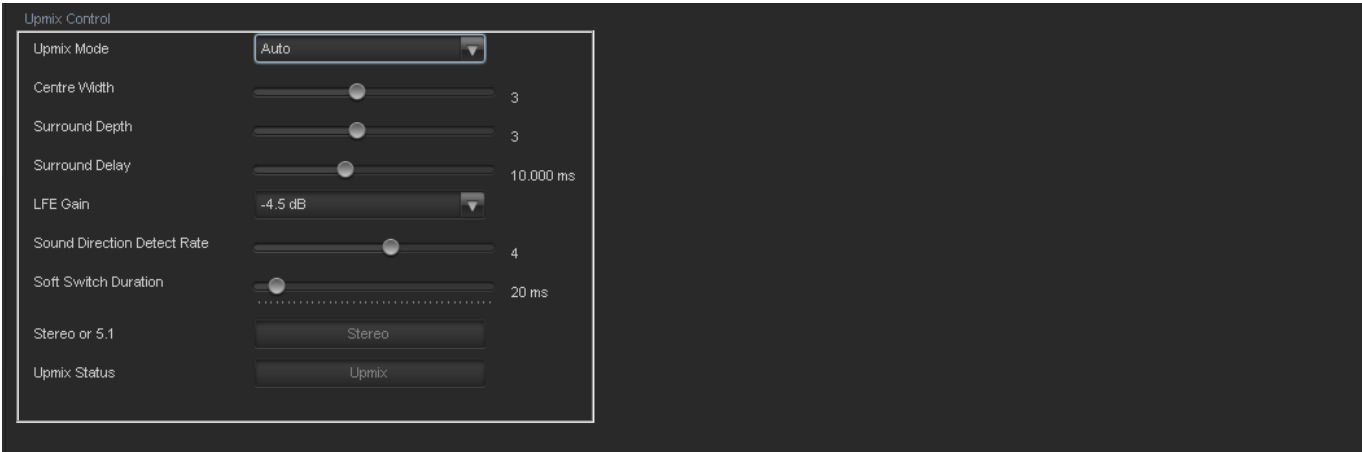 Upmix Control
Upmix Mode Auto
Centre Width 3
Surround Depth 3
Surround Delay 10.000 ms
LFE Gain -4.5 dB
Sound Direction Detect Rate 4
Soft Switch Duration 20 ms
Stereo or 5.1 Stereo
Upmix Status Upmix